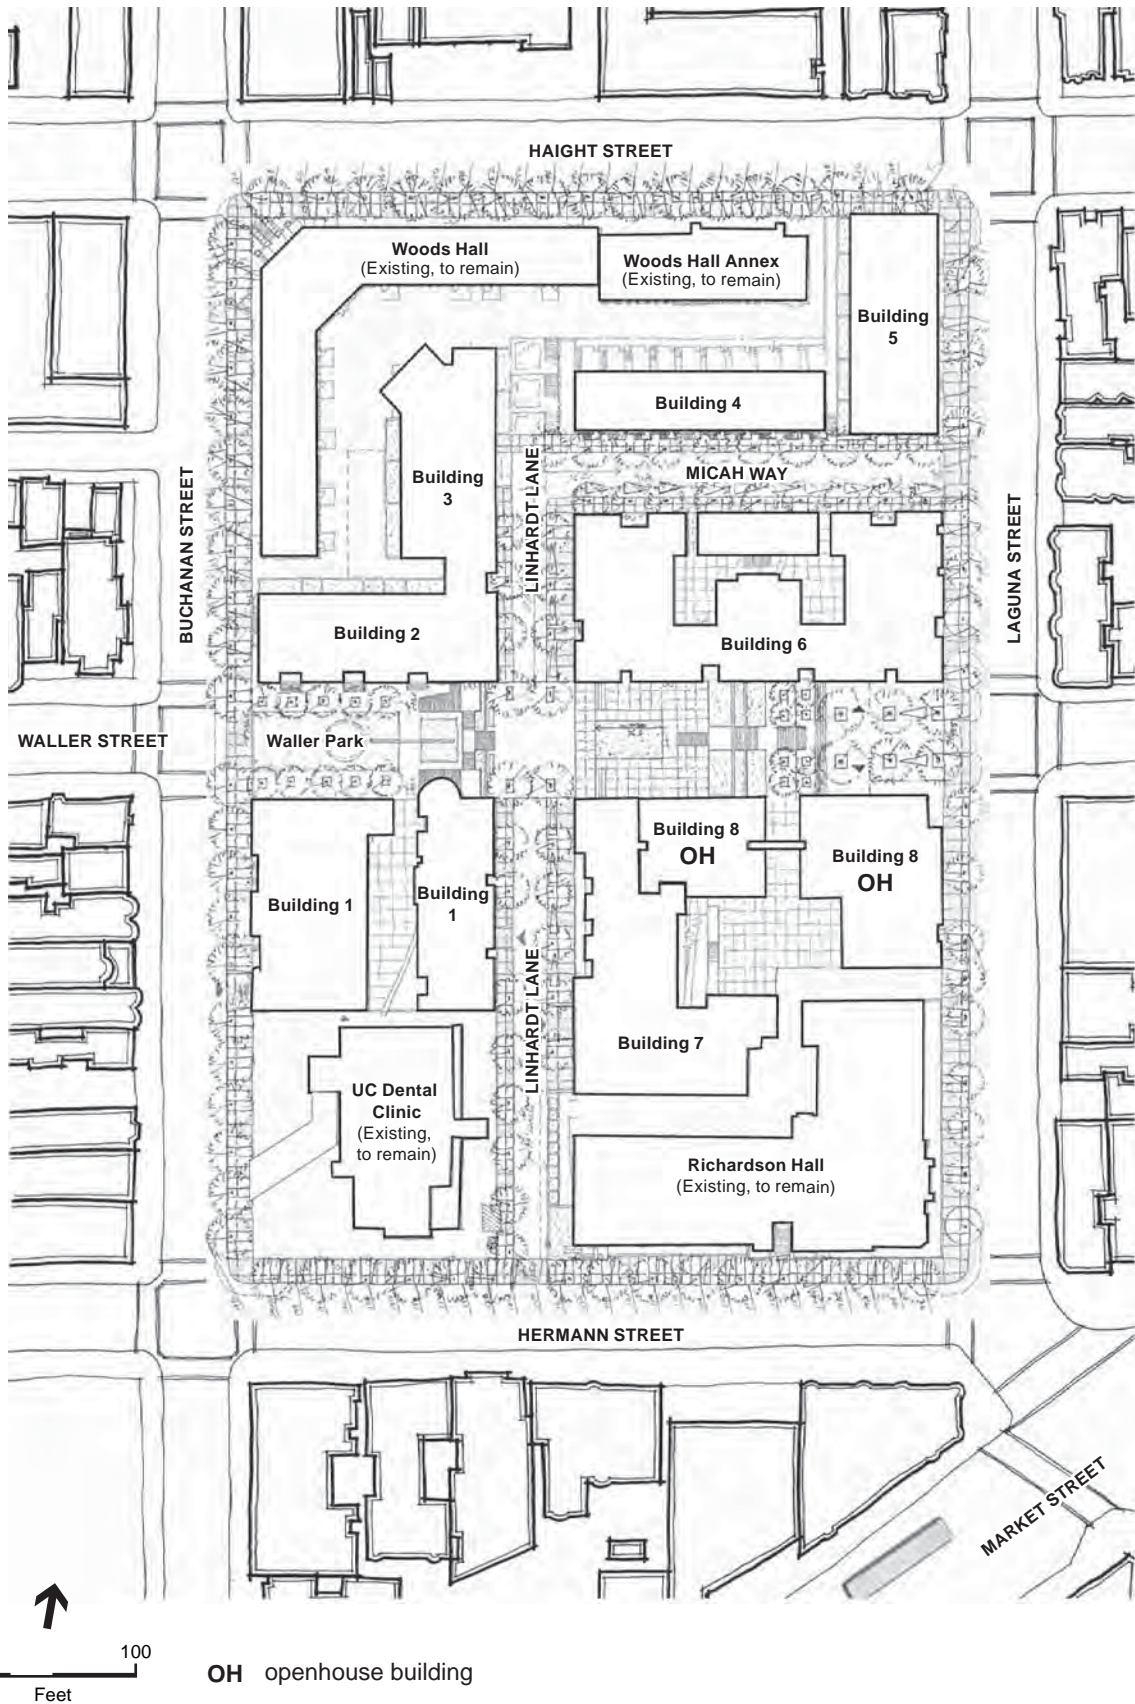 HAIGHT STREET
Woods Hall
(Existing, to remain)
Woods Hall Annex
(Existing, to remain)
Building
5
Building 4
Building
3
LINHARDT LANE
MICAH WAY
BUCHANAN STREET
LAGUNA STREET
Building 2
Building 6
WALLER STREET
Waller Park
Building 8
OH
Building 8
OH
Building 1
Building
1
LINHARDT LANE
Building 7
UC Dental
Clinic
(Existing,
to remain)
Richardson Hall
(Existing, to remain)
HERMANN STREET
MARKET STREET
100
Feet
OH openhouse building